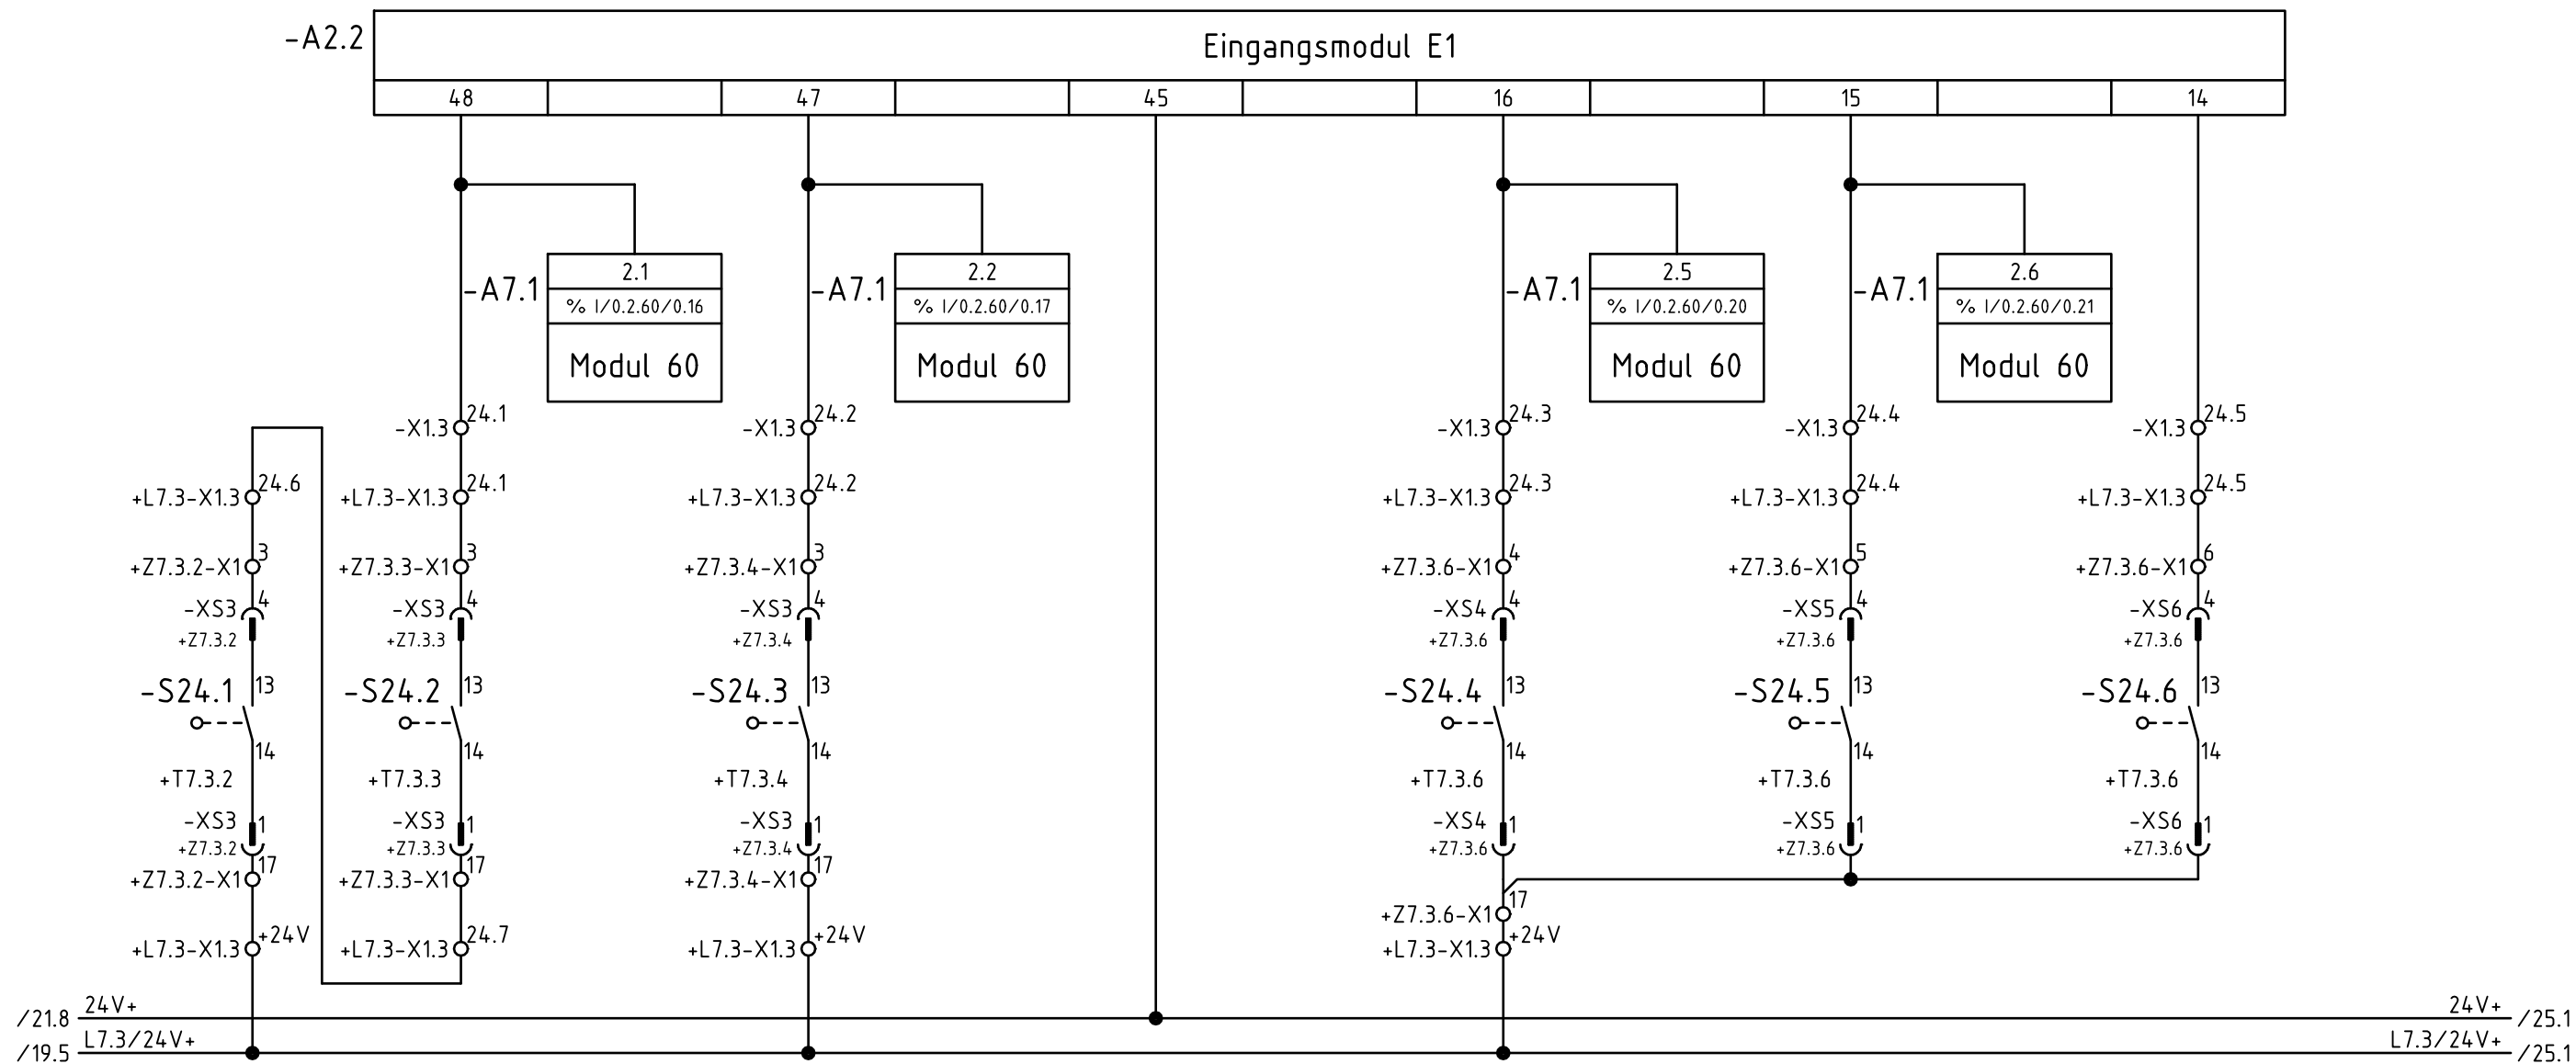 -A2.2
Eingangsmodul E1
48 47 45 16 15 14
2.1 2.2 2.5 2.6
-A7.1 -A7.1 -A7.1 -A7.1
% I/0.2.60/0.16 % I/0.2.60/0.17 % I/0.2.60/0.20 % I/0.2.60/0.21
Modul 60 Modul 60 Modul 60 Modul 60
-X1.3 24.1 -X1.3 24.2 -X1.3 24.3 -X1.3 24.4 -X1.3 24.5
+L7.3-X1.3 24.6 +L7.3-X1.3 24.1 +L7.3-X1.3 24.2 +L7.3-X1.3 24.3 +L7.3-X1.3 24.4 +L7.3-X1.3 24.5
+Z7.3.2-X1 3 +Z7.3.3-X1 3 +Z7.3.4-X1 3 +Z7.3.6-X1 4 +Z7.3.6-X1 5 +Z7.3.6-X1 6
-XS3 4 -XS3 4 -XS3 4 -XS4 4 -XS5 4 -XS6 4
+Z7.3.2 +Z7.3.3 +Z7.3.4 +Z7.3.6 +Z7.3.6 +Z7.3.6
-S24.1 13 -S24.2 13 -S24.3 13 -S24.4 13 -S24.5 13 -S24.6 13
14 14 14 14 14 14
+T7.3.2 +T7.3.3 +T7.3.4 +T7.3.6 +T7.3.6 +T7.3.6
-XS3 1 -XS3 1 -XS3 1 -XS4 1 -XS5 1 -XS6 1
+Z7.3.2 +Z7.3.3 +Z7.3.4 +Z7.3.6 +Z7.3.6 +Z7.3.6
+Z7.3.2-X1 17 +Z7.3.3-X1 17 +Z7.3.4-X1 17
+Z7.3.6-X1 17
+L7.3-X1.3 +24V +L7.3-X1.3 24.7 +L7.3-X1.3 +24V +L7.3-X1.3 +24V
/21.8 24V+ 24V+ /25.1
/19.5 L7.3/24V+ L7.3/24V+ /25.1